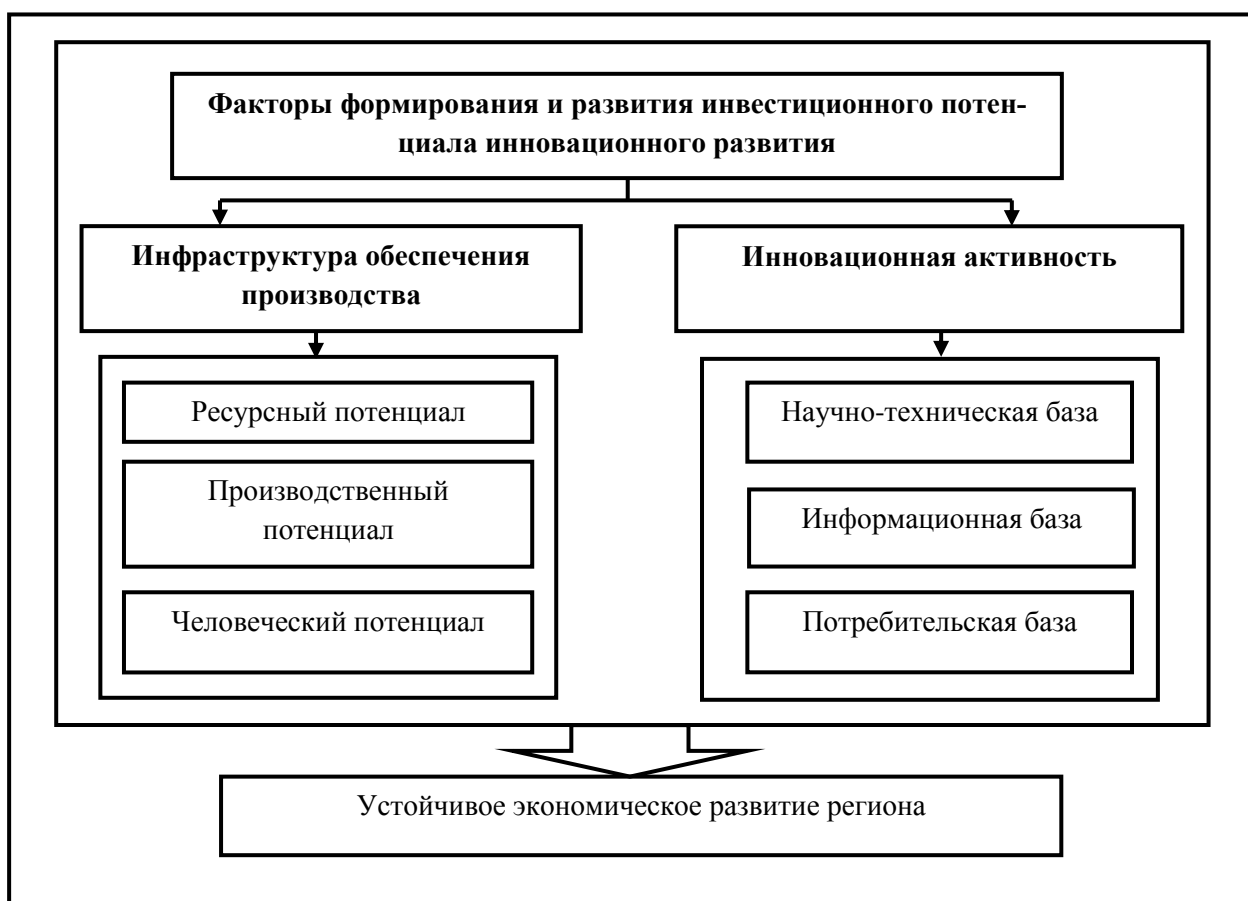 Факторы формирования и развития инвестиционного потен-
циала инновационного развития
Инфраструктура обеспечения
производства
Инновационная активность
Ресурсный потенциал
Производственный
потенциал
Человеческий потенциал
Научно-техническая база
Информационная база
Потребительская база
Устойчивое экономическое развитие региона